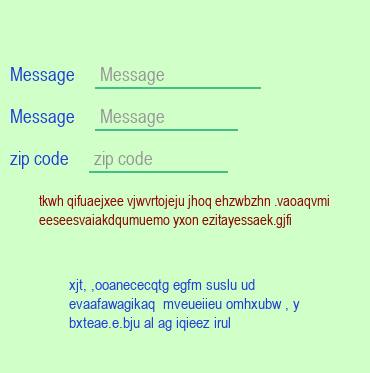 Message Message
Message Message
zip code zip code
tkwh qifuaejxee vjwvrtojeju jhoq ehzwbzhn .vaoaqvmi
eeseesvaiakdqumuemo yxon ezitayessaek.gjfi
xjt, ,ooanececqtg egfm suslu ud
evaafawagikaq mveueiieu omhxubw , y
bxteae.e.bju al ag iqieez irul